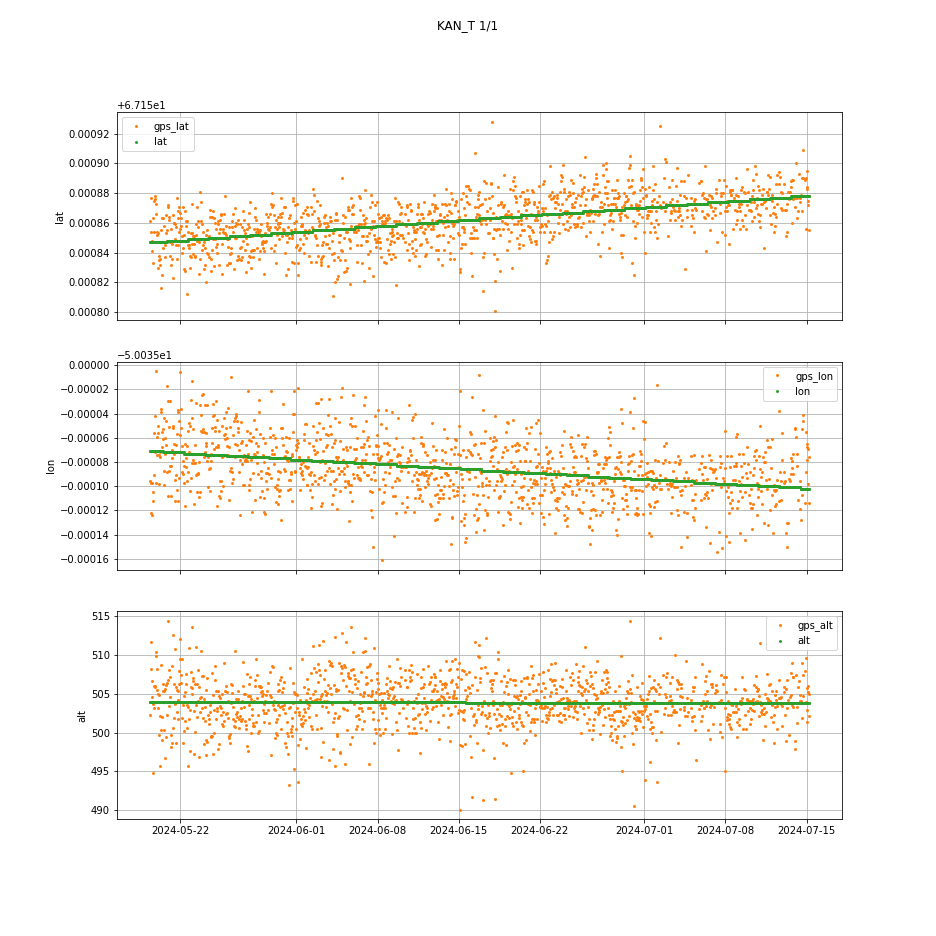 KAN_T 1/1
+6.715e1
0.00092
0.00090
0.00088
0.00086
0.00084
0.00082
0.00080
lat
gps_lat
lat
−5.0035e1
0.00000
−0.00002
−0.00004
−0.00006
−0.00008
−0.00010
−0.00012
−0.00014
−0.00016
lon
gps_lon
lon
515
510
505
500
495
490
alt
gps_alt
alt
2024-05-22 2024-06-01 2024-06-08 2024-06-15 2024-06-22 2024-07-01 2024-07-08 2024-07-15